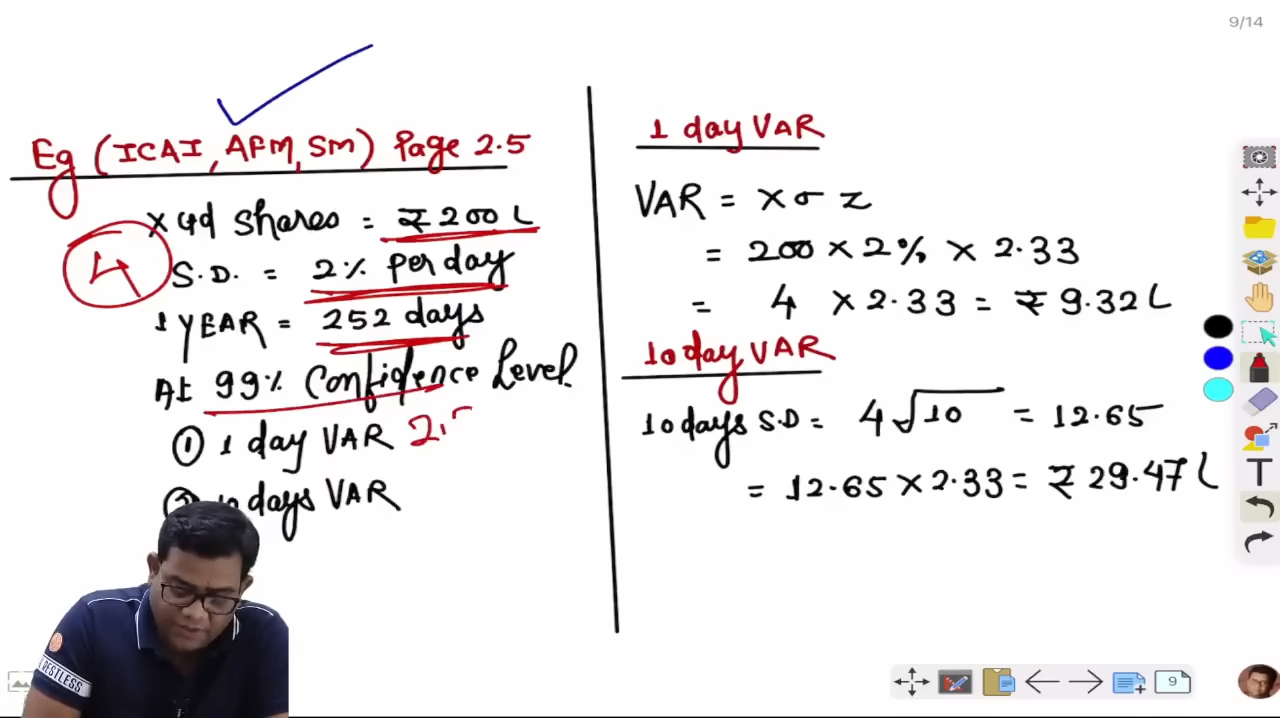 9/14
Eg (ICAI, AFM, SM) Page 2.5
X Ltd Shares = ₹200 L
4
S.D. = 2% per day
1 YEAR = 252 days
At 99% Confidence Level
① 1 day VAR 2.
days VAR
1 day VAR
VAR = X σ Z
= 200 × 2% × 2.33
= 4 × 2.33 = ₹9.32L
10 day VAR
10 days S.D = 4√10 = 12.65
= 12.65 × 2.33 = ₹29.47 L
RESTLESS
T
9